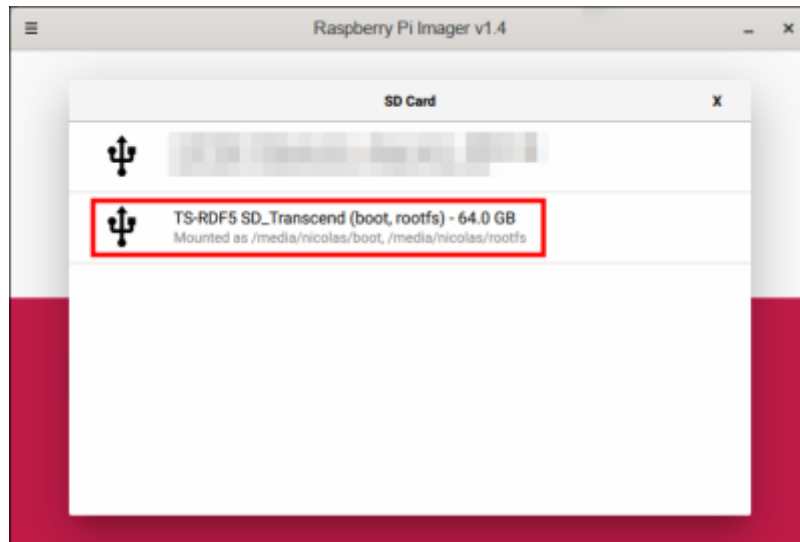 Raspberry Pi Imager v1.4
SD Card
X
TS-RDF5 SD_Transcend (boot, rootfs) - 64.0 GB
Mounted as /media/nicolas/boot, /media/nicolas/rootfs